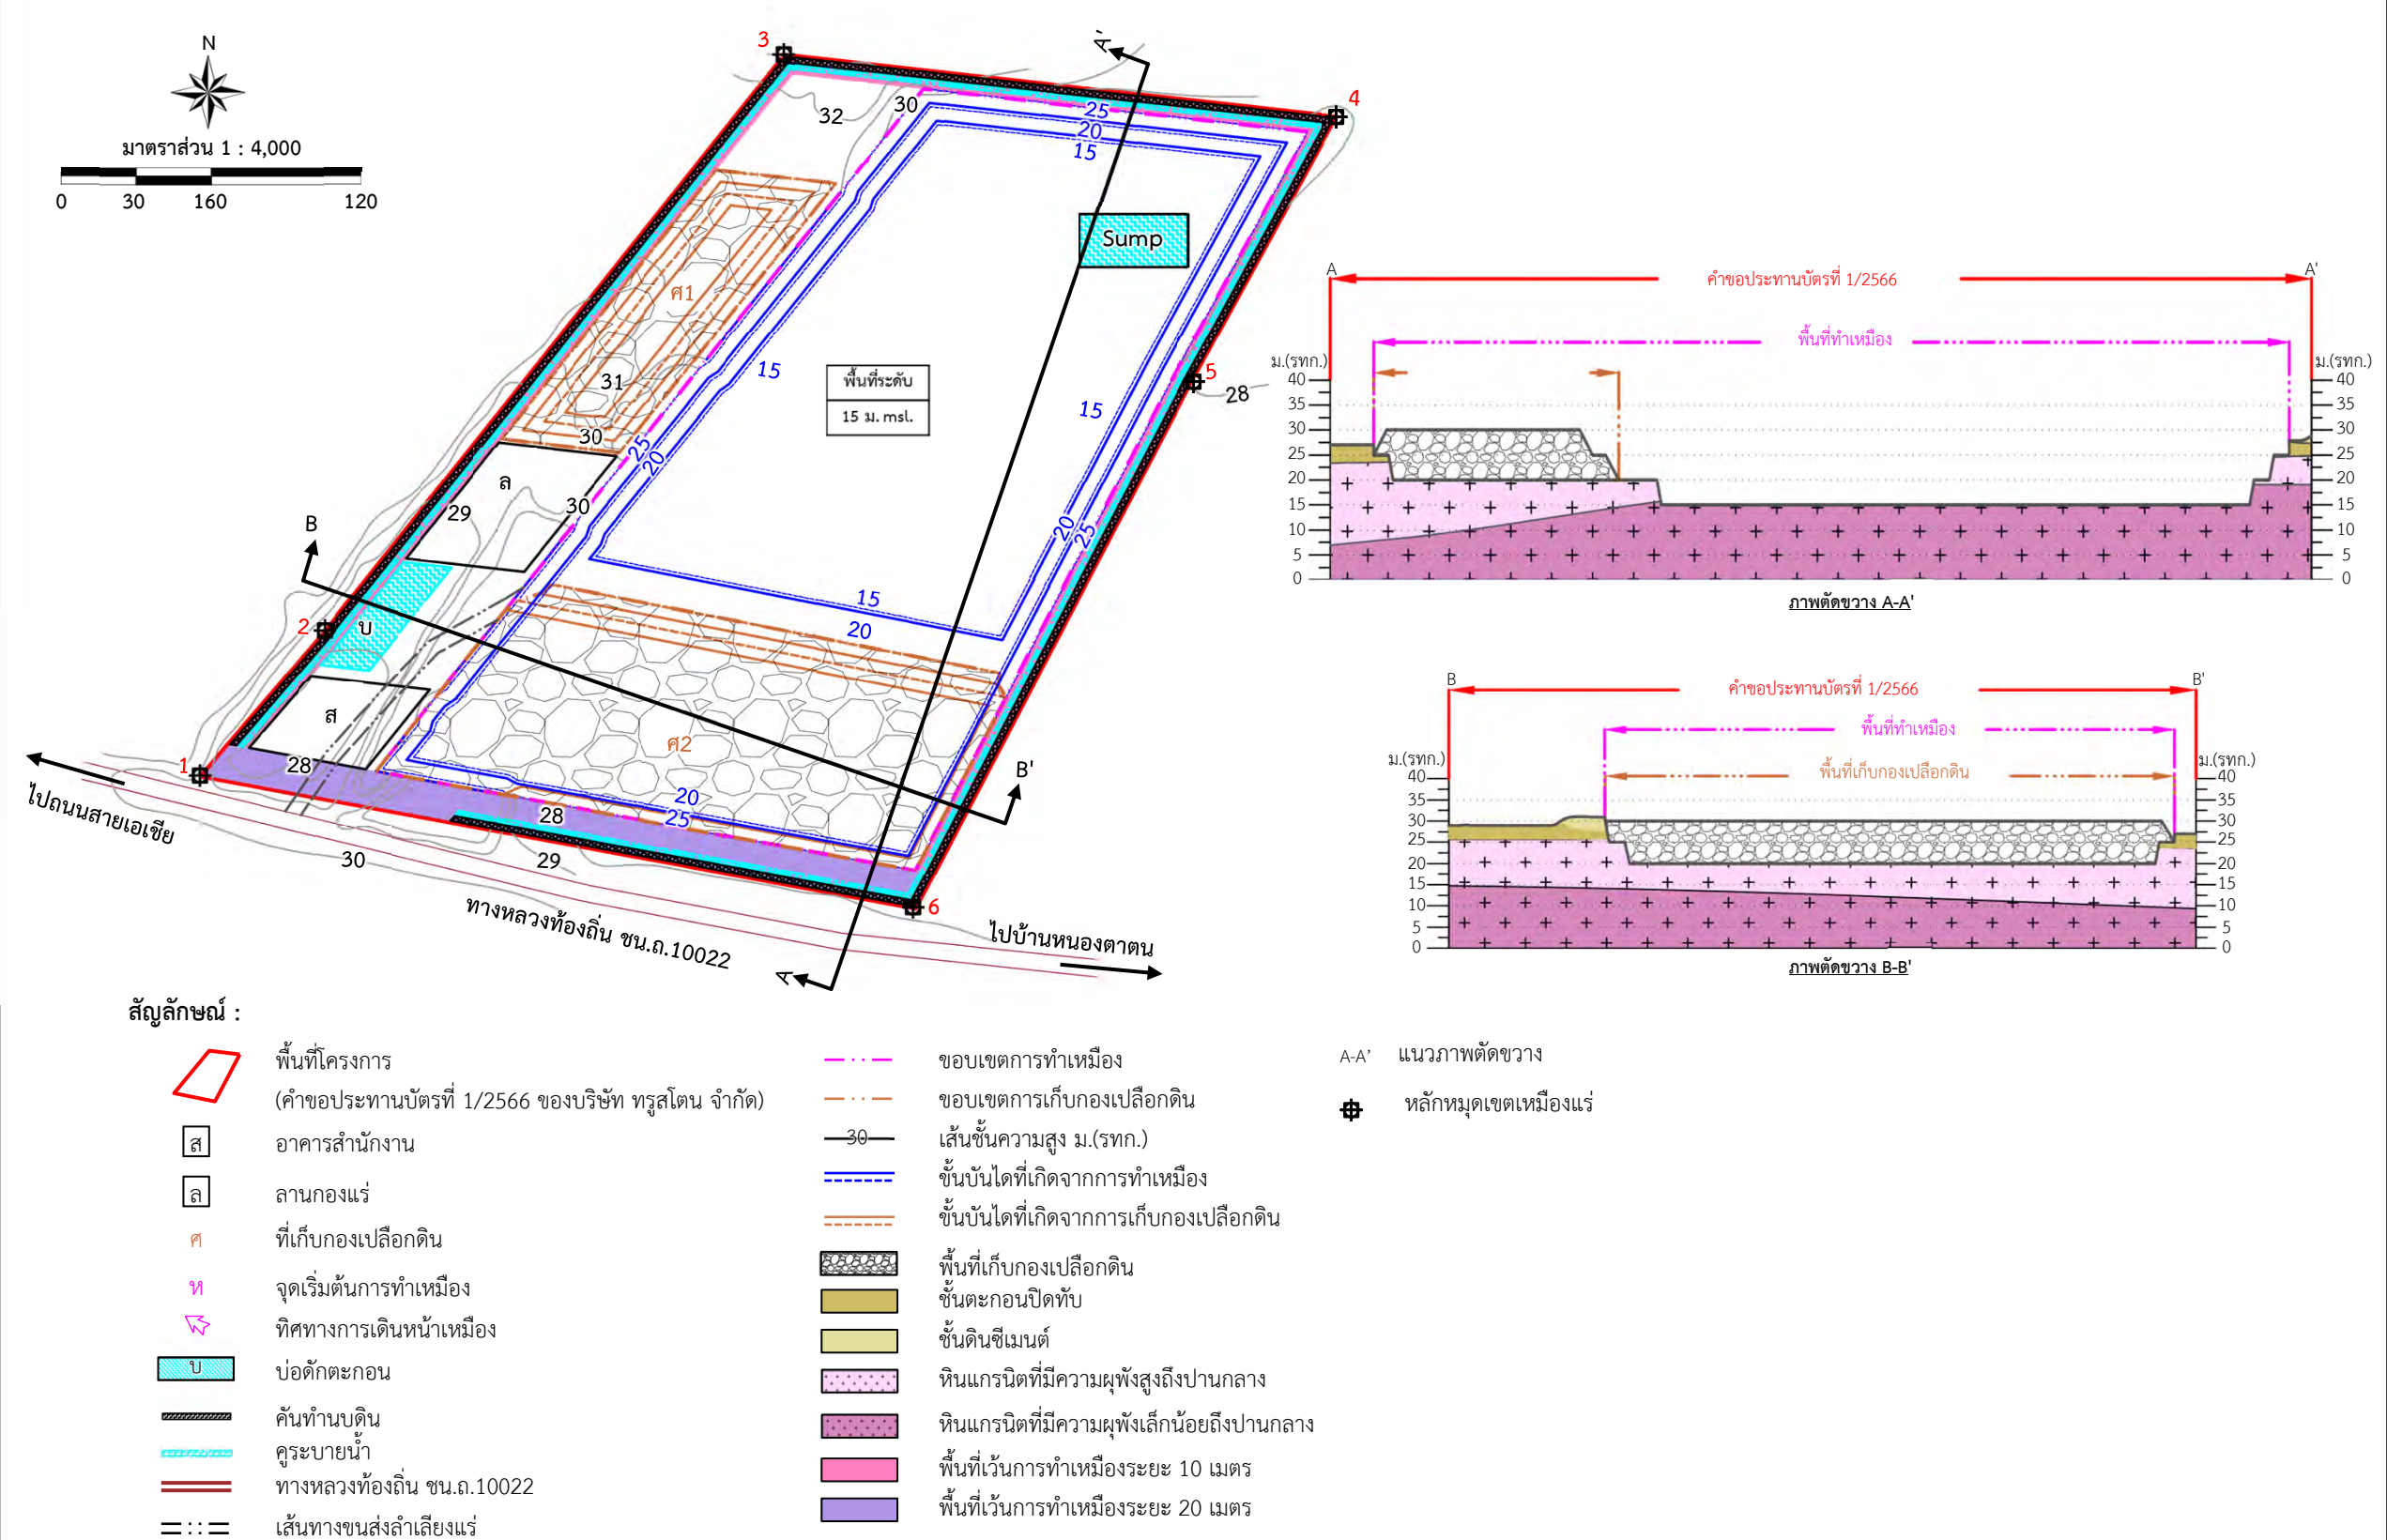 N
มาตราส่วน 1 : 4,000
0 30 160 120
3
4
A'
32
30
25
20
15
Sump
ศ1
15
พื้นที่ระดับ
15 ม. msl.
5
28
15
31
30
25
20
ล
29
30
20
25
B
15
20
2
บ
ส
ศ2
1
28
B'
20
25
28
6
29
30
ไปถนนสายเอเชีย
ทางหลวงท้องถิ่น ชน.ถ.10022
ไปบ้านหนองตาตน
A
A A'
คำขอประทานบัตรที่ 1/2566
พื้นที่ทำเหมือง
ม.(รทก.) ม.(รทก.)
40 40
35 35
30 30
25 25
20 20
15 15
10 10
5 5
0 0
ภาพตัดขวาง A-A'
B B'
คำขอประทานบัตรที่ 1/2566
พื้นที่ทำเหมือง
พื้นที่เก็บกองเปลือกดิน
ม.(รทก.) ม.(รทก.)
40 40
35 35
30 30
25 25
20 20
15 15
10 10
5 5
0 0
ภาพตัดขวาง B-B'
สัญลักษณ์ :
พื้นที่โครงการ
(คำขอประทานบัตรที่ 1/2566 ของบริษัท ทรูสโตน จำกัด)
ส อาคารสำนักงาน
ล ลานกองแร่
ศ ที่เก็บกองเปลือกดิน
ห จุดเริ่มต้นการทำเหมือง
ทิศทางการเดินหน้าเหมือง
บ บ่อดักตะกอน
คันทำนบดิน
คูระบายน้ำ
ทางหลวงท้องถิ่น ชน.ถ.10022
เส้นทางขนส่งลำเลียงแร่
ขอบเขตการทำเหมือง
ขอบเขตการเก็บกองเปลือกดิน
30 เส้นชั้นความสูง ม.(รทก.)
ขั้นบันไดที่เกิดจากการทำเหมือง
ขั้นบันไดที่เกิดจากการเก็บกองเปลือกดิน
พื้นที่เก็บกองเปลือกดิน
ชั้นตะกอนปิดทับ
ชั้นดินซีเมนต์
หินแกรนิตที่มีความผุพังสูงถึงปานกลาง
หินแกรนิตที่มีความผุพังเล็กน้อยถึงปานกลาง
พื้นที่เว้นการทำเหมืองระยะ 10 เมตร
พื้นที่เว้นการทำเหมืองระยะ 20 เมตร
A-A’ แนวภาพตัดขวาง
หลักหมุดเขตเหมืองแร่